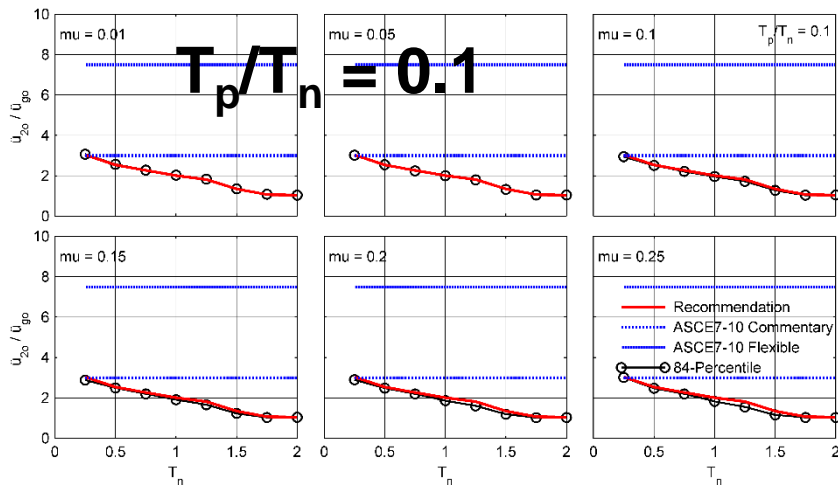 mu = 0.01
mu = 0.05
mu = 0.1
Tp/Tn = 0.1
Tp/Tn = 0.1
10
8
6
4
2
0
ü2o / ügo
mu = 0.15
mu = 0.2
mu = 0.25
10
8
6
4
2
0
ü2o / ügo
Recommendation
ASCE7-10 Commentary
ASCE7-10 Flexible
84-Percentile
0 0.5 1 1.5 2
0 0.5 1 1.5 2
0 0.5 1 1.5 2
Tn
Tn
Tn